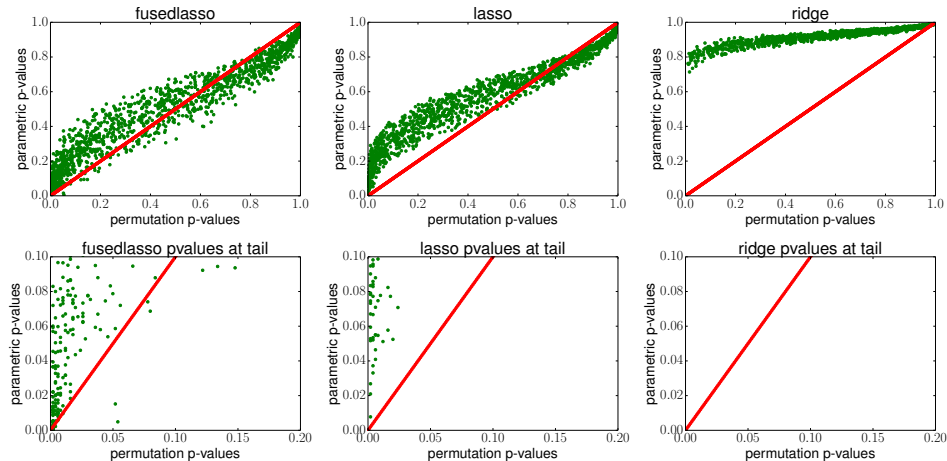 fusedlasso
lasso
ridge
1.0
0.8
0.6
0.4
0.2
0.0
parametric p-values
0.0 0.2 0.4 0.6 0.8 1.0
permutation p-values
1.0
0.8
0.6
0.4
0.2
0.0
parametric p-values
0.0 0.2 0.4 0.6 0.8 1.0
permutation p-values
1.0
0.8
0.6
0.4
0.2
0.0
parametric p-values
0.0 0.2 0.4 0.6 0.8 1.0
permutation p-values
fusedlasso pvalues at tail
lasso pvalues at tail
ridge pvalues at tail
0.10
0.08
0.06
0.04
0.02
0.00
parametric p-values
0.00 0.05 0.10 0.15 0.20
permutation p-values
0.10
0.08
0.06
0.04
0.02
0.00
parametric p-values
0.00 0.05 0.10 0.15 0.20
permutation p-values
0.10
0.08
0.06
0.04
0.02
0.00
parametric p-values
0.00 0.05 0.10 0.15 0.20
permutation p-values